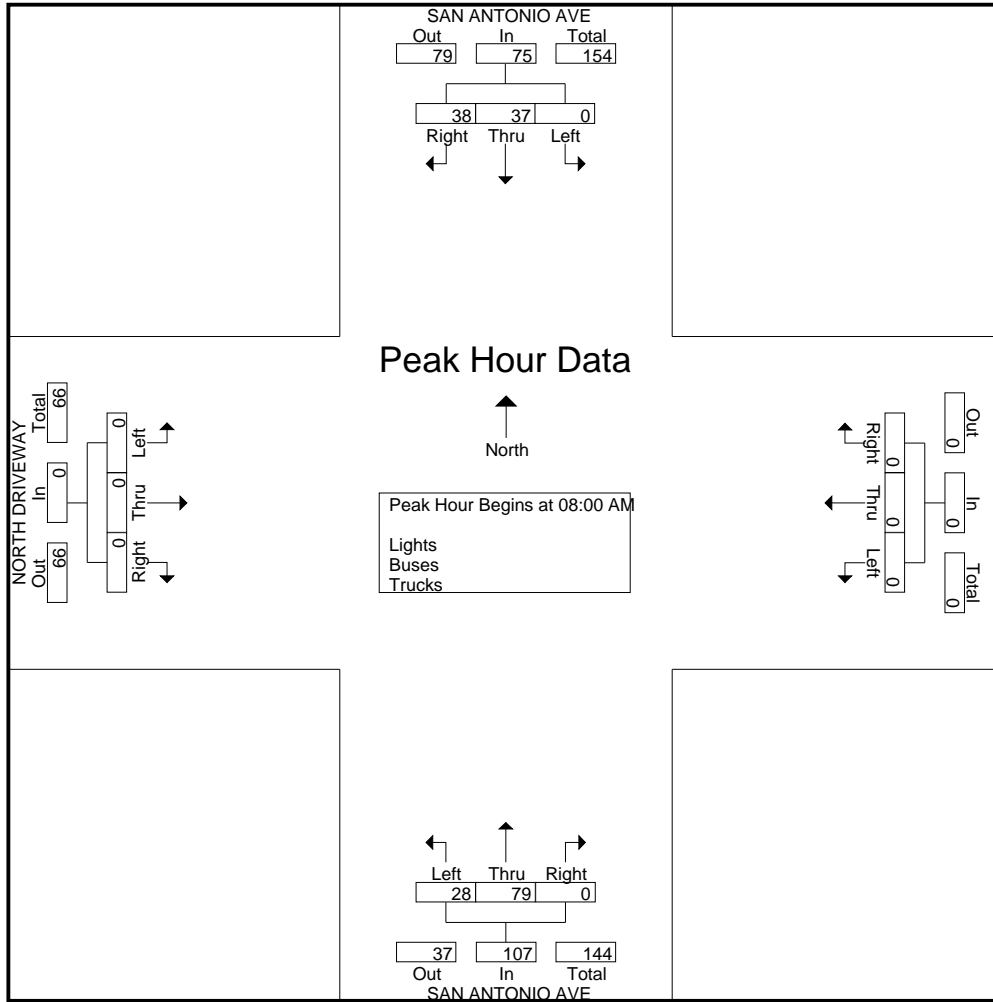 SAN ANTONIO AVE
Out In Total
79 75 154
38 37 0
Right Thru Left
Peak Hour Data
North
Peak Hour Begins at 08:00 AM
Lights
Buses
Trucks
NORTH DRIVEWAY
Out In Total
66 0 66
Right Thru Left
0 0 0
Out In Total
0 0 0
Right Thru Left
0 0 0
Left Thru Right
28 79 0
37 107 144
Out In Total
SAN ANTONIO AVE